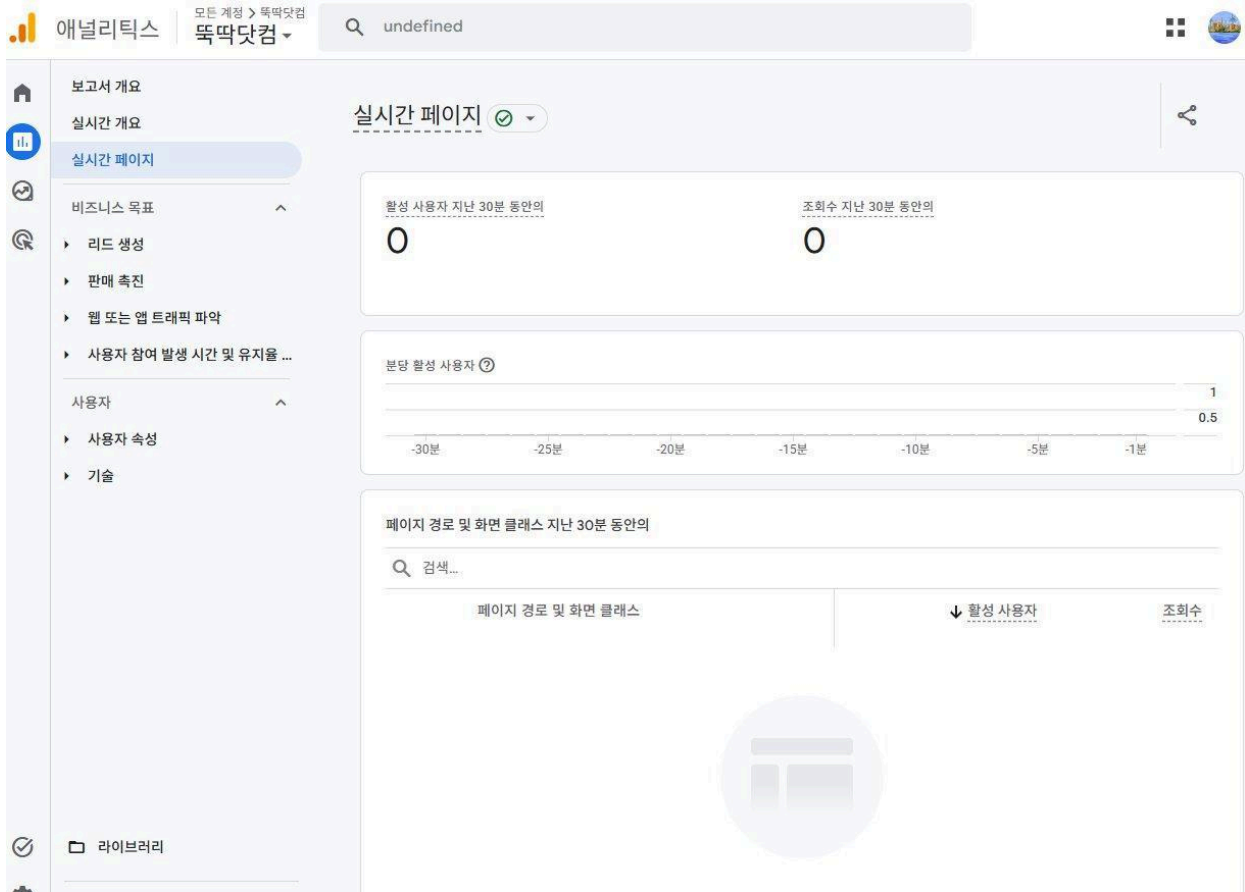 모든 계정 > 뚝딱닷컴
애널리틱스
뚝딱닷컴
undefined
보고서 개요
실시간 개요
실시간 페이지
비즈니스 목표
리드 생성
판매 촉진
웹 또는 앱 트래픽 파악
사용자 참여 발생 시간 및 유지율 ...
사용자
사용자 속성
기술
라이브러리
실시간 페이지
활성 사용자 지난 30분 동안의
0
조회수 지난 30분 동안의
0
분당 활성 사용자
1
0.5
-30분 -25분 -20분 -15분 -10분 -5분 -1분
페이지 경로 및 화면 클래스 지난 30분 동안의
검색...
페이지 경로 및 화면 클래스 활성 사용자 조회수